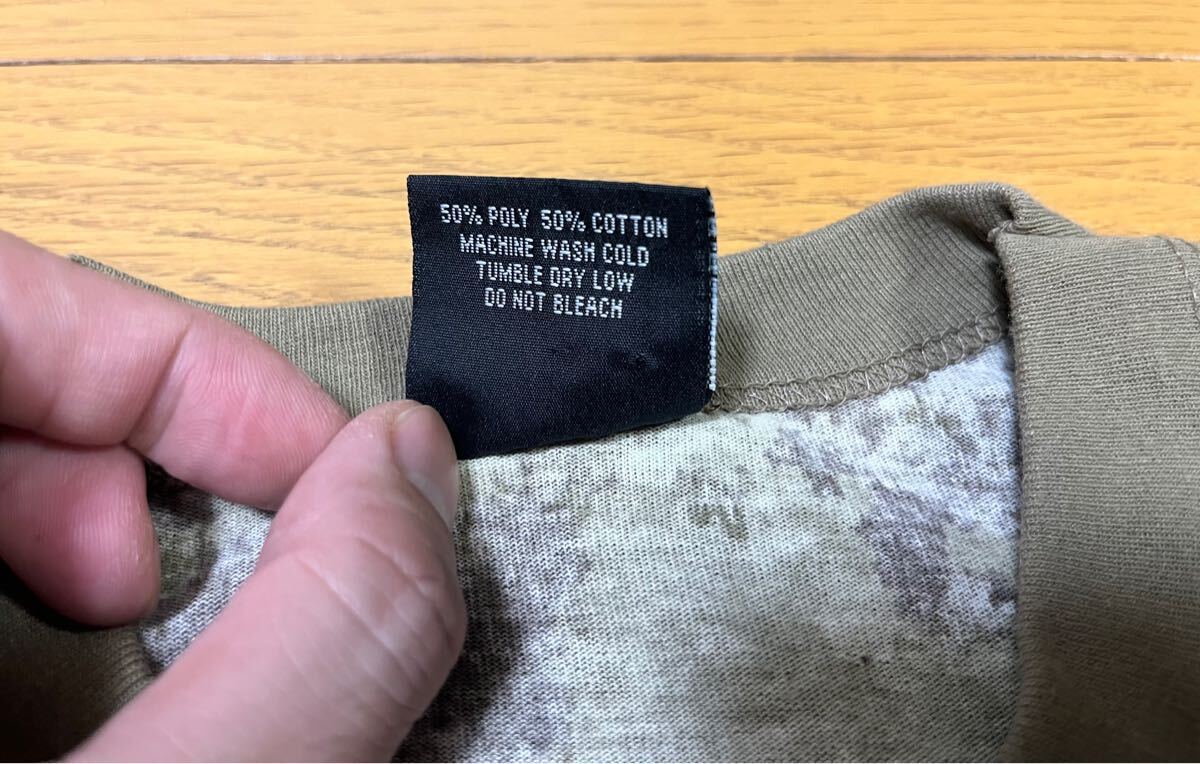 50% POLY 50% COTTON
MACHINE WASH COLD
TUMBLE DRY LOW
DO NOT BLEACH